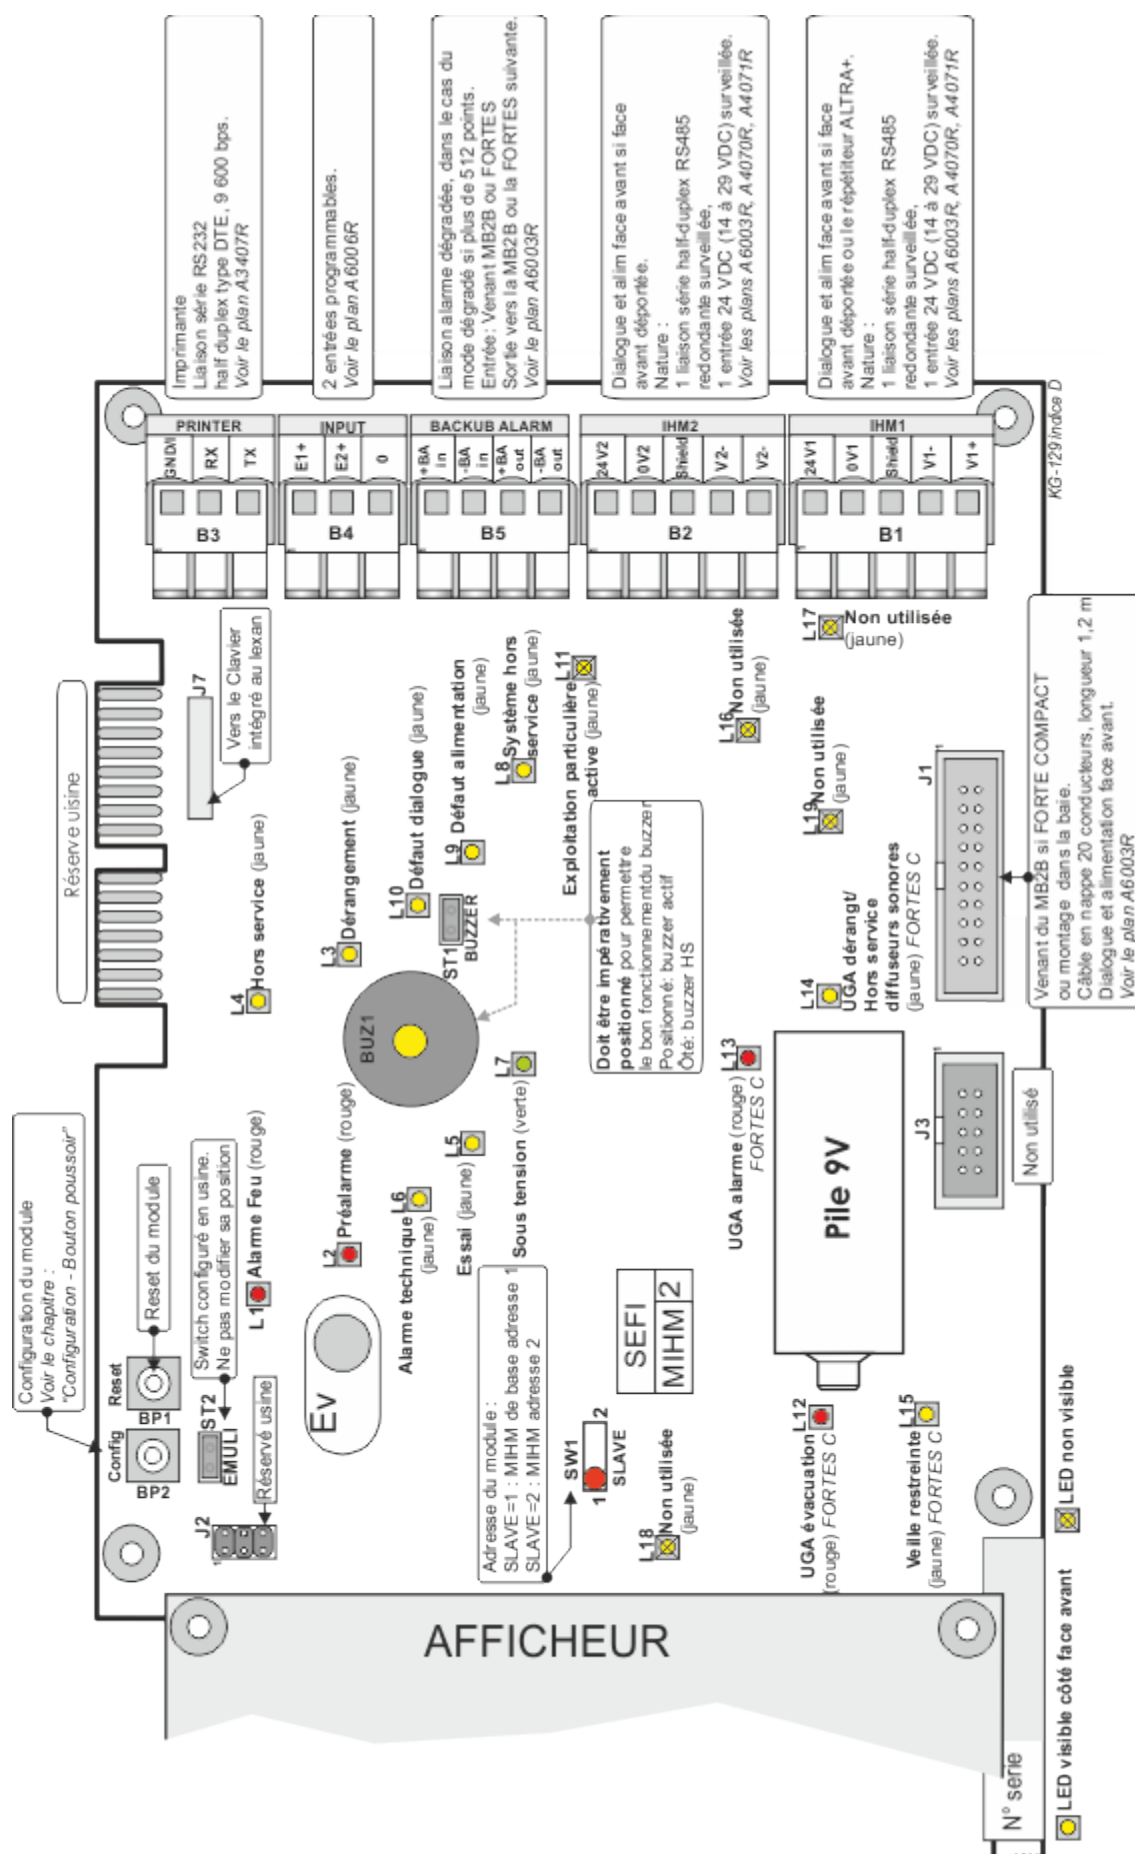 Imprimante
Liaison série RS232
half duplex type DTE, 9 600 bps.
Voir le plan A3407R
2 entrées programmables.
Voir le plan A6006R
Liaison alarme dégradée, dans le cas du
mode dégradé si plus de 512 points.
Entrée : Venant MB2B ou FORTES
Sortie vers la MB2B ou la FORTES suivante.
Voir le plan A6003R
Dialogue et alim face avant si face
avant déportée.
Nature :
1 liaison série half-duplex RS485
redondante surveillée,
1 entrée 24 VDC (14 à 29 VDC) surveillée.
Voir les plans A6003R, A4070R, A4071R
Dialogue et alim face avant si face
avant déportée ou le répétiteur ALTRA+.
Nature :
1 liaison série half-duplex RS485
redondante surveillée,
1 entrée 24 VDC (14 à 29 VDC) surveillée.
Voir les plans A6003R, A4070R, A4071R
KG-129 indice D
PRINTER
GNDI
RX
TX
B3
INPUT
E1+
E2+
0
B4
BACKUB ALARM
+BA in
-BA in
+BA out
-BA out
B5
IHM2
24V2
0V2
Shield
V2-
V2-
B2
IHM1
24V1
0V1
Shield
V1-
V1+
B1
Réserve uisine
J7
Vers le Clavier
intégré au lexan
L4 Hors service (jaune)
L3 Dérangement (jaune)
L10 Défaut dialogue (jaune)
L9 Défaut alimentation
(jaune)
L8 Système hors
service (jaune)
L11
Exploitation particulière
active (jaune)
L16 Non utilisée
(jaune)
L17
Non utilisée
(jaune)
L19 Non utilisée
(jaune)
ST1
BUZZER
BUZ1
Doit être impérativement
positionné pour permettre
le bon fonctionnement du buzzer
Positionné: buzzer actif
Ôté: buzzer HS
L14
UGA dérangt/
Hors service
diffuseurs sonores
(jaune) FORTES C
J1
Venant du MB2B si FORTE COMPACT
ou montage dans la baie.
Câble en nappe 20 conducteurs, longueur 1,2 m
Dialogue et alimentation face avant.
Voir le plan A6003R
J3
Non utilisé
Configuration du module
Voir le chapitre :
"Configuration - Bouton poussoir"
Reset du module
Switch configuré en usine.
Ne pas modifier sa position
Config
BP2
Reset
BP1
ST2
EMULI
J2
1
Réservé usine
L1 Alarme Feu (rouge)
L2 Préalarme (rouge)
L6
Alarme technique
(jaune)
L5
Essai (jaune)
L7
Sous tension (verte)
Ev
Adresse du module :
SLAVE=1 : MIHM de base adresse 1
SLAVE=2 : MIHM adresse 2
SW1
1 2
SLAVE
SEFI
MIHM 2
L18 Non utilisée
(jaune)
L13
UGA alarme (rouge)
FORTES C
Pile 9V
L12
UGA évacuation
(rouge) FORTES C
L15
Veille restreinte
(jaune) FORTES C
AFFICHEUR
N° serie
LED visible côté face avant
LED non visible